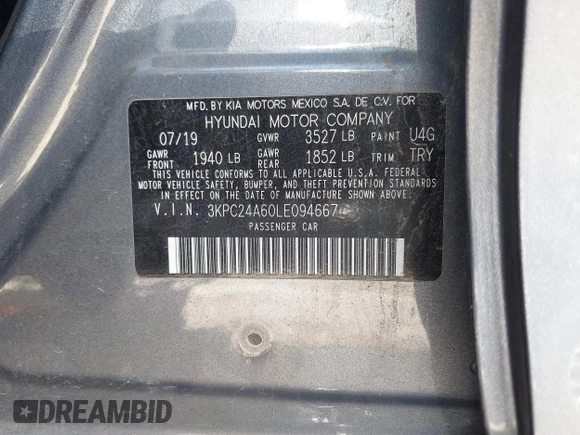 MFD. BY KIA MOTORS MEXICO S.A. DE C.V. FOR
HYUNDAI MOTOR COMPANY
07/19 GVWR 3527 LB PAINT U4G
GAWR FRONT 1940 LB GAWR REAR 1852 LB TRIM TRY
THIS VEHICLE CONFORMS TO ALL APPLICABLE U.S.A. FEDERAL
MOTOR VEHICLE SAFETY, BUMPER, AND THEFT PREVENTION STANDARDS
IN EFFECT ON THE DATE OF MANUFACTURE SHOWN ABOVE.
V.I.N. 3KPC24A60LE094667
PASSENGER CAR
DREAMBID